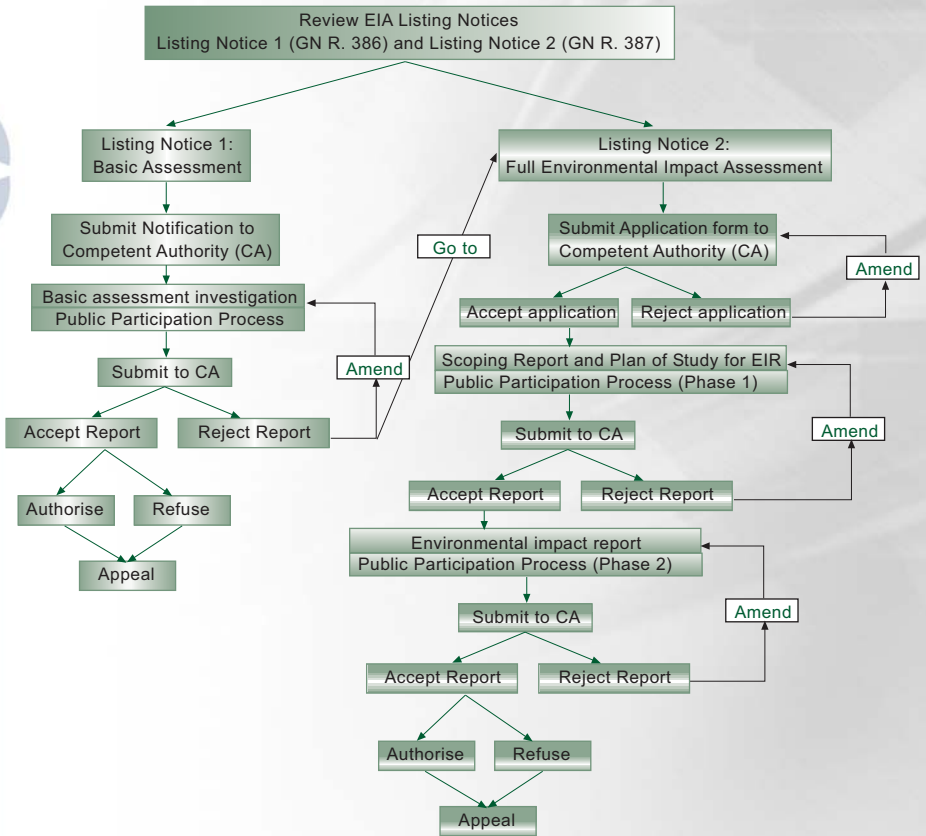 Review EIA Listing Notices
Listing Notice 1 (GN R. 386) and Listing Notice 2 (GN R. 387)
Listing Notice 1:
Basic Assessment
Submit Notification to
Competent Authority (CA)
Basic assessment investigation
Public Participation Process
Amend
Submit to CA
Accept Report
Reject Report
Authorise
Refuse
Appeal
Go to
Listing Notice 2:
Full Environmental Impact Assessment
Submit Application form to
Competent Authority (CA)
Amend
Accept application
Reject application
Scoping Report and Plan of Study for EIR
Public Participation Process (Phase 1)
Amend
Submit to CA
Accept Report
Reject Report
Environmental impact report
Public Participation Process (Phase 2)
Amend
Submit to CA
Accept Report
Reject Report
Authorise
Refuse
Appeal